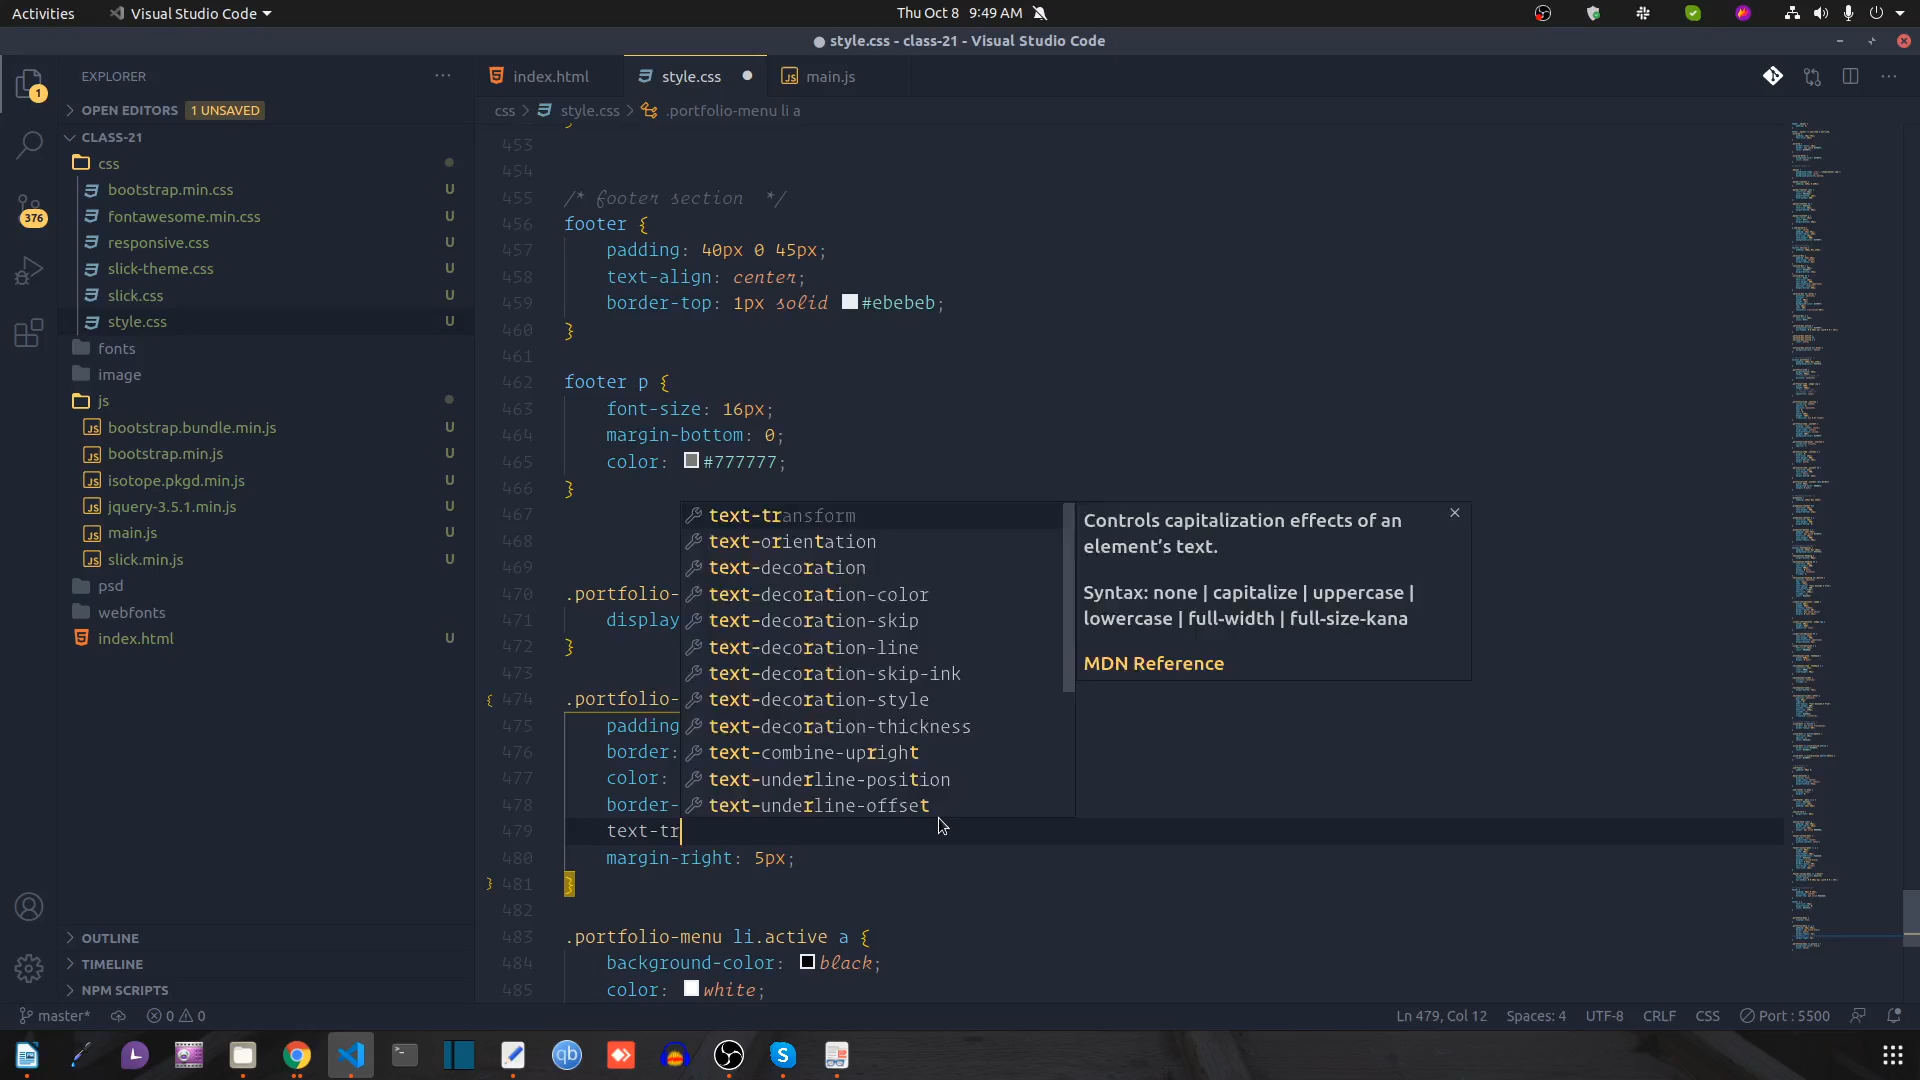 Activities
Visual Studio Code
Thu Oct 8 9:49 AM
style.css - class-21 - Visual Studio Code
1
EXPLORER
index.html
style.css
main.js
OPEN EDITORS 1 UNSAVED
css > style.css > .portfolio-menu li a
CLASS-21
css
bootstrap.min.css U
fontawesome.min.css U
responsive.css U
slick-theme.css U
slick.css U
style.css U
fonts
image
js
bootstrap.bundle.min.js U
bootstrap.min.js U
isotope.pkgd.min.js U
jquery-3.5.1.min.js U
main.js U
slick.min.js U
psd
webfonts
index.html U
376
OUTLINE
TIMELINE
NPM SCRIPTS
453
454
455 /* footer section */
456 footer {
457 padding: 40px 0 45px;
458 text-align: center;
459 border-top: 1px solid #ebebeb;
460 }
461
462 footer p {
463 font-size: 16px;
464 margin-bottom: 0;
465 color: #777777;
466 }
467
468
469
470 .portfolio-
471 display
472 }
473
474 .portfolio-
475 padding
476 border:
477 color:
478 border-
479 text-tr
480 margin-right: 5px;
481 }
482
483 .portfolio-menu li.active a {
484 background-color: black;
485 color: white;
text-transform
text-orientation
text-decoration
text-decoration-color
text-decoration-skip
text-decoration-line
text-decoration-skip-ink
text-decoration-style
text-decoration-thickness
text-combine-upright
text-underline-position
text-underline-offset
Controls capitalization effects of an
element's text.
Syntax: none | capitalize | uppercase |
lowercase | full-width | full-size-kana
MDN Reference
master* 0 0
Ln 479, Col 12
Spaces: 4
UTF-8
CRLF
CSS
Port : 5500